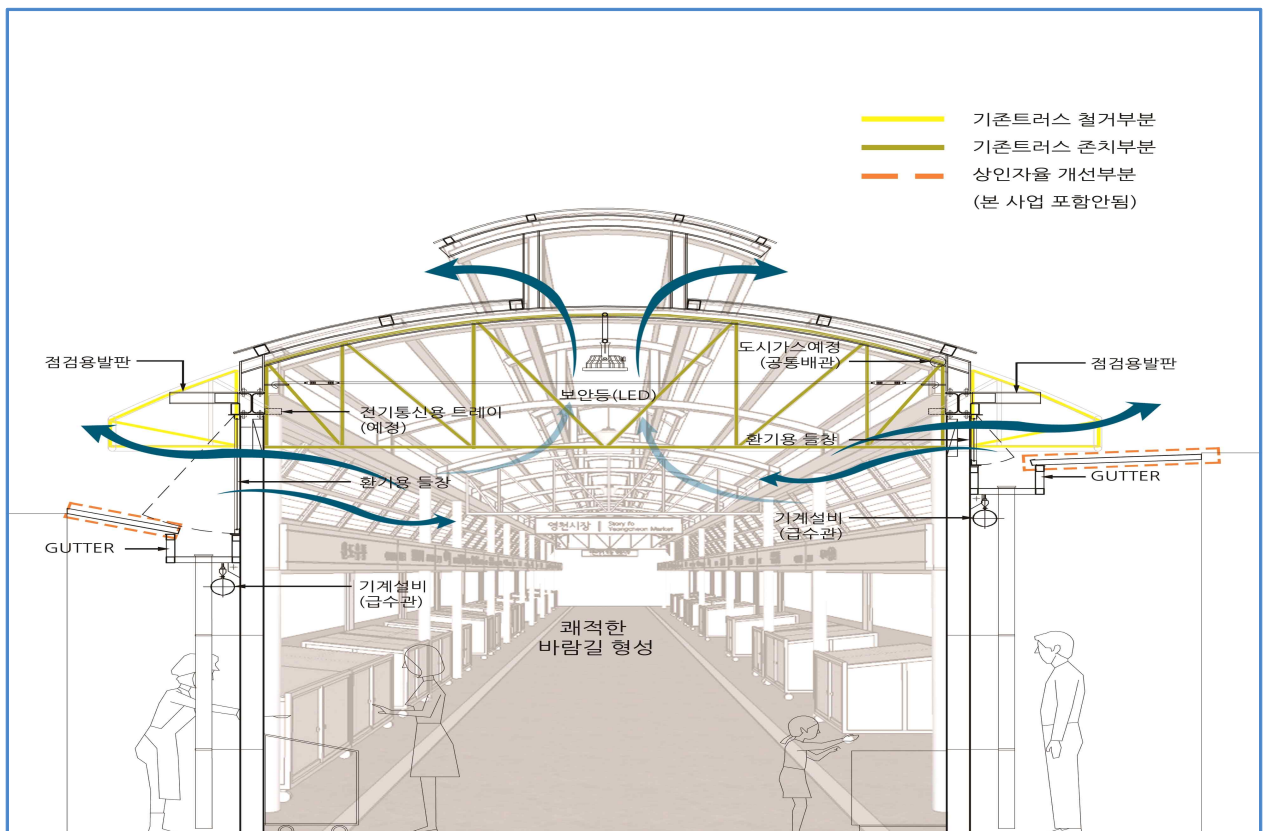 기존트러스 철거부분
기존트러스 존치부분
상인자율 개선부분
(본 사업 포함안됨)
점검용발판
도시가스예정
(공통배관)
점검용발판
보안등(LED)
전기통신용 트레이
(예정)
환기용 들창
환기용 들창
GUTTER
기계설비
(급수관)
영천시장
Story fo
Yeongcheon Market
GUTTER
기계설비
(급수관)
쾌적한
바람길 형성